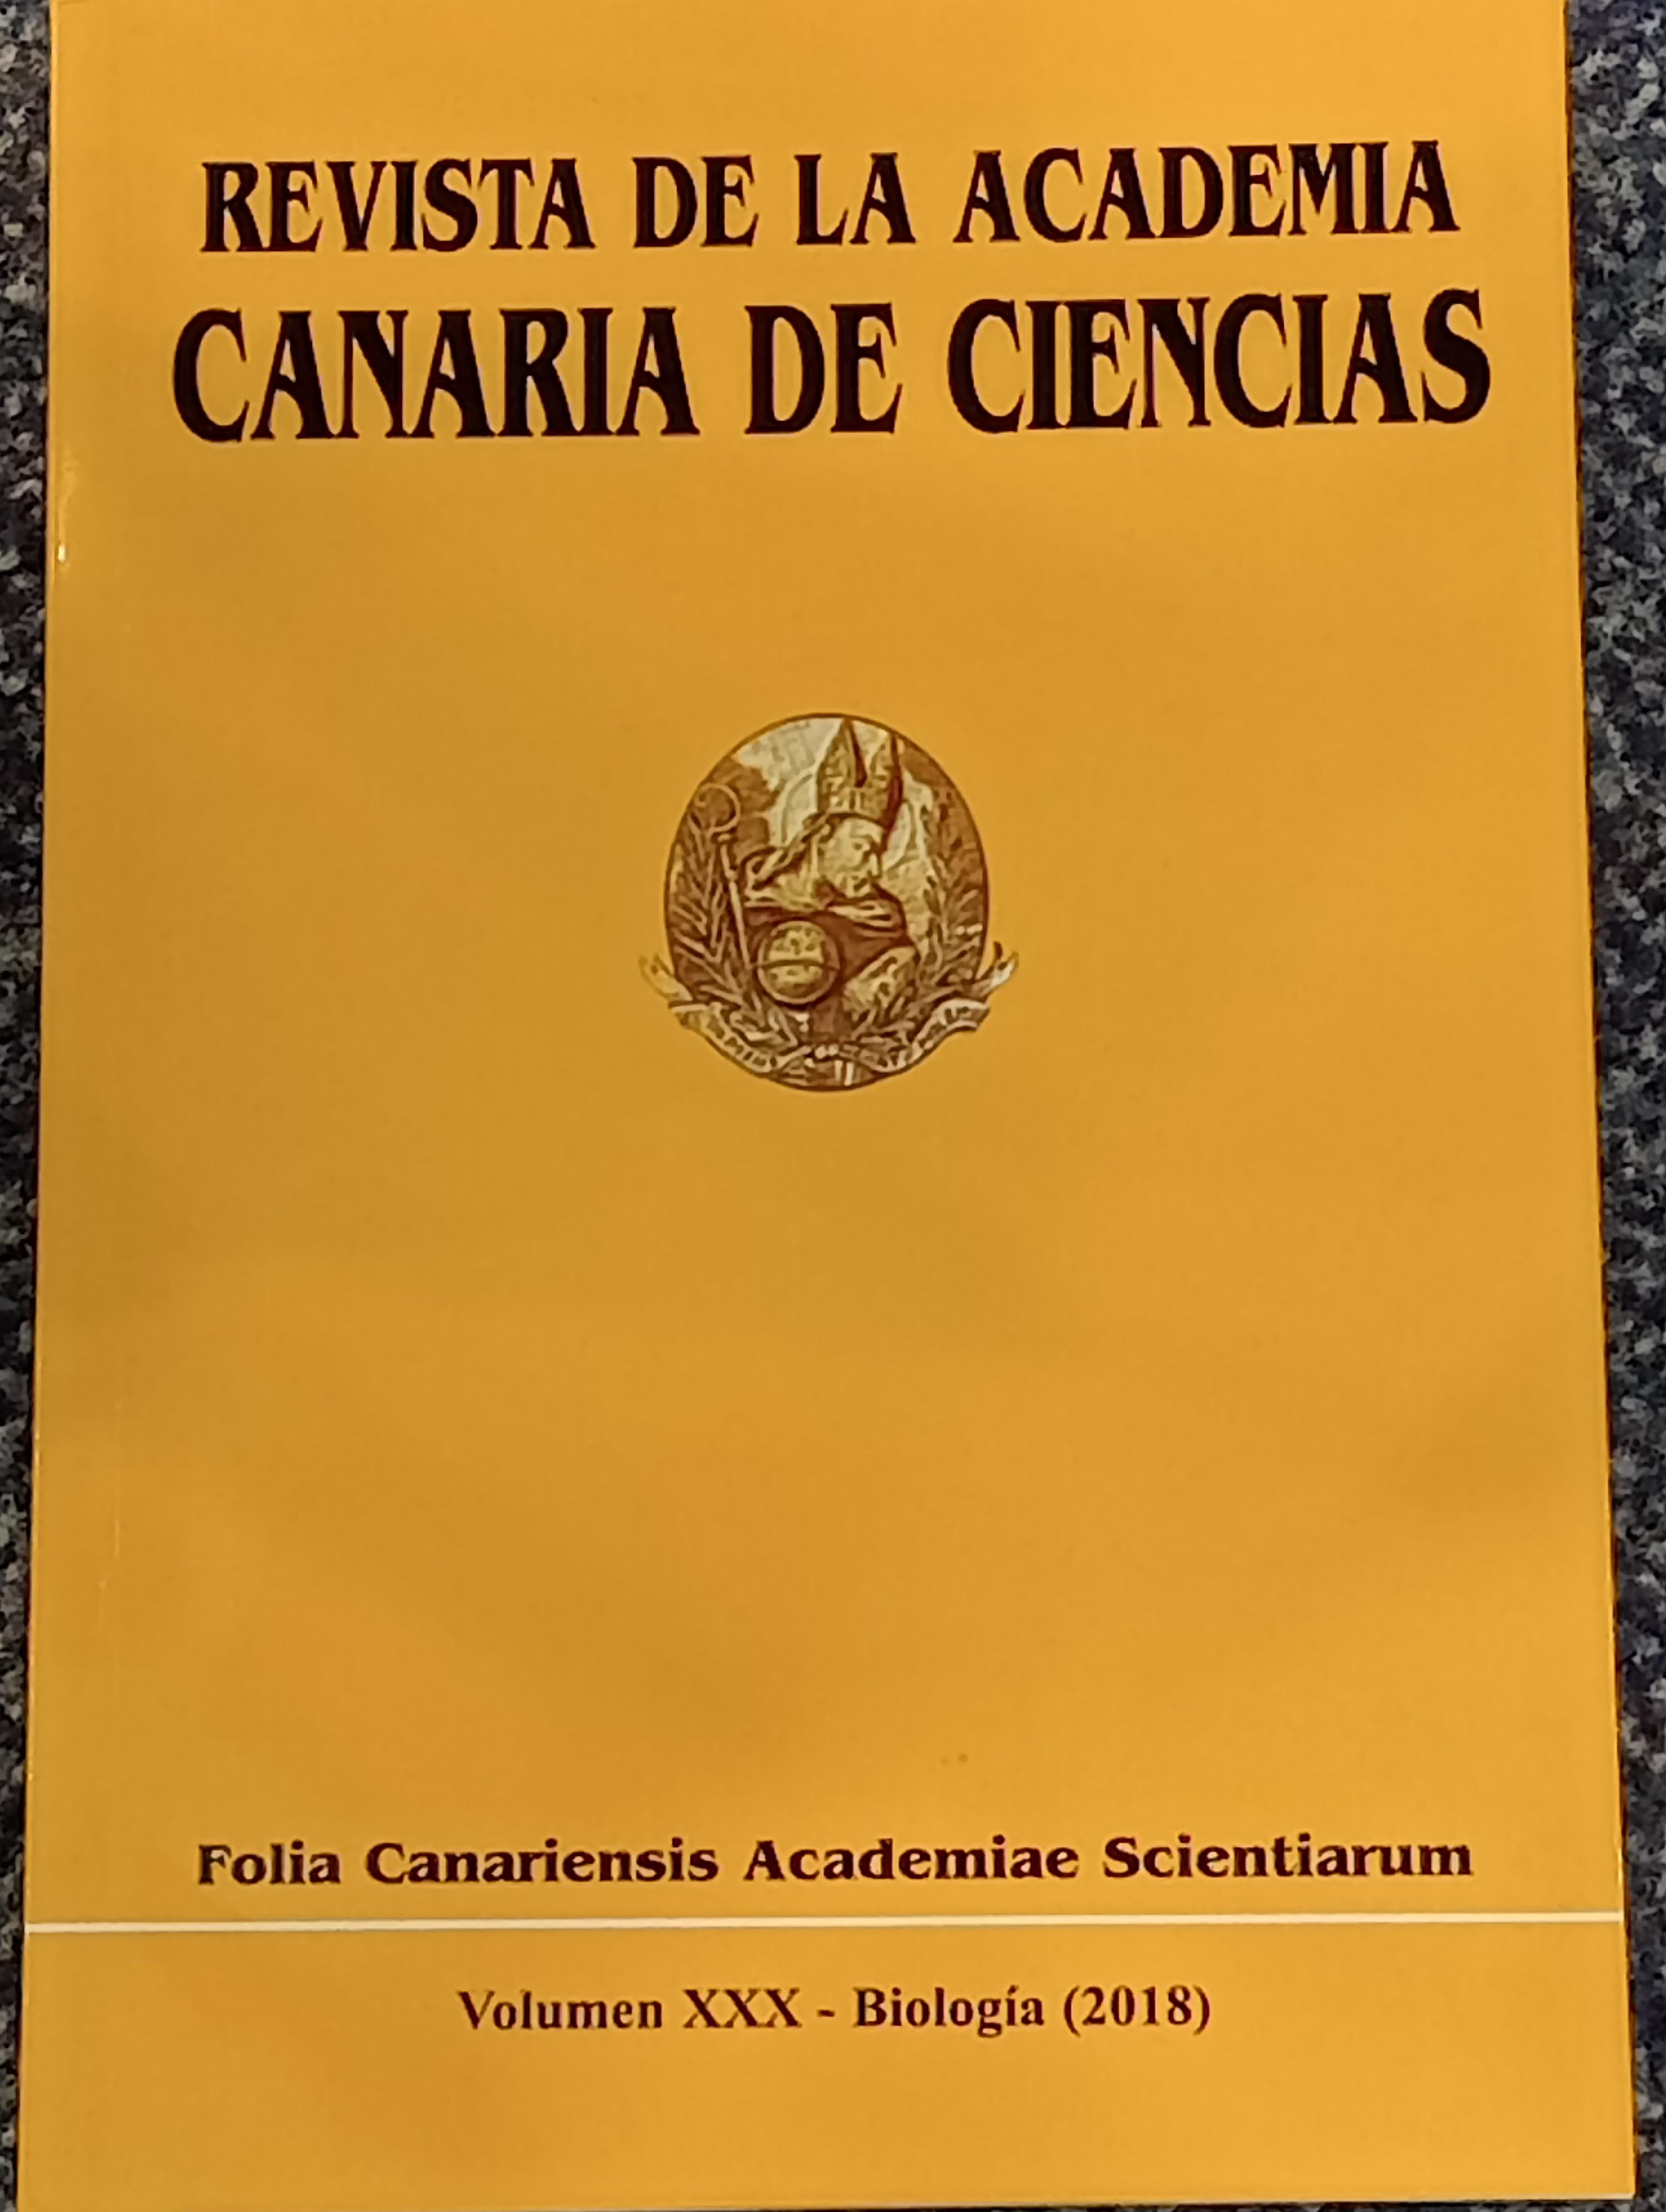 REVISTA DE LA ACADEMIA
CANARIA DE CIENCIAS
Folia Canariensis Academiae Scientiarum
Volumen XXX - Biología (2018)